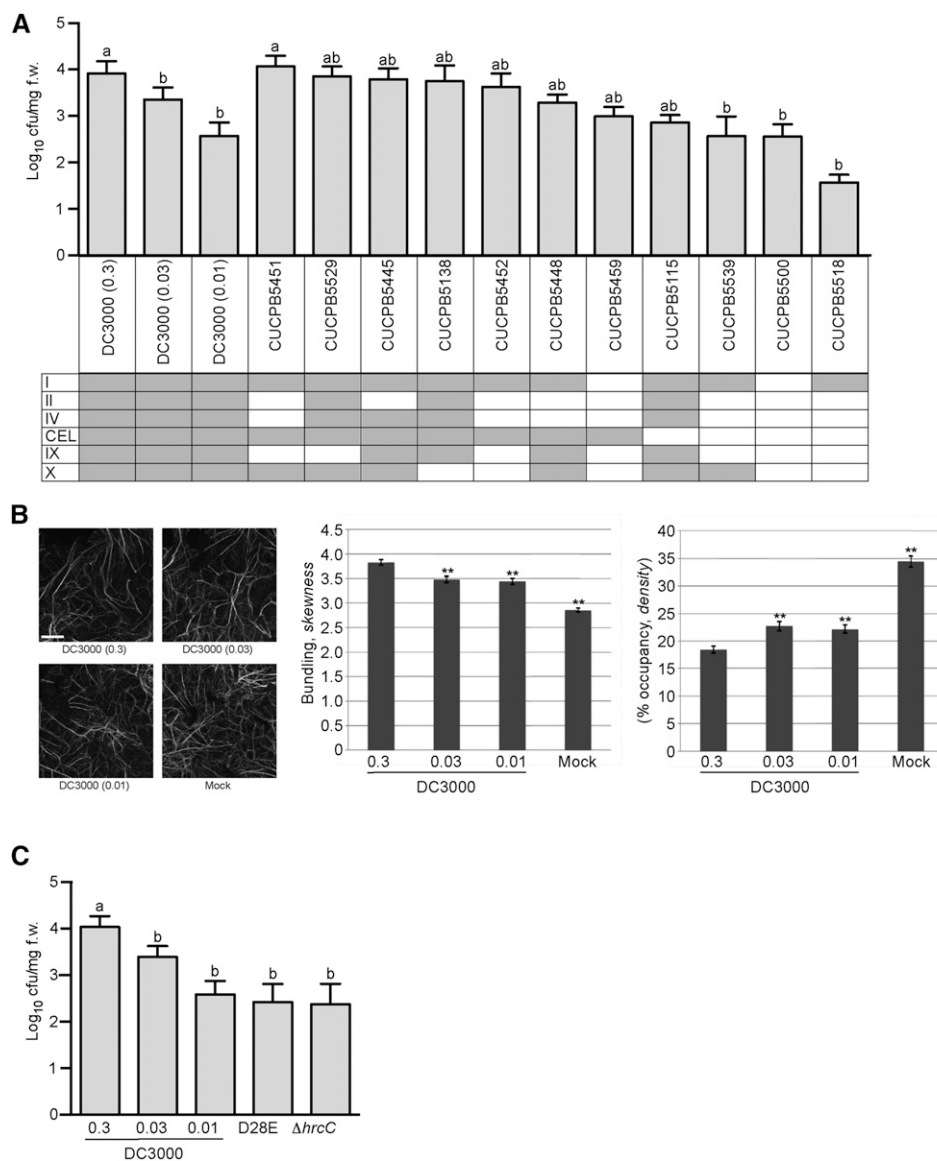 A
Log10 cfu/mg f.w.
5
4
3
2
1
0
a
b
b
a
ab
ab
ab
ab
ab
ab
ab
b
b
b
DC3000 (0.3)
DC3000 (0.03)
DC3000 (0.01)
CUCPB5451
CUCPB5529
CUCPB5445
CUCPB5138
CUCPB5452
CUCPB5448
CUCPB5459
CUCPB5115
CUCPB5539
CUCPB5500
CUCPB5518
I
II
IV
CEL
IX
X
B
DC3000 (0.3)
DC3000 (0.03)
DC3000 (0.01)
Mock
Bundling, skewness
4.5
4.0
3.5
3.0
2.5
2.0
1.5
1.0
0.5
0
**
**
**
0.3
0.03
0.01
Mock
DC3000
(% occupancy, density)
40
35
30
25
20
15
10
5
0
**
**
**
0.3
0.03
0.01
Mock
DC3000
C
Log10 cfu/mg f.w.
5
4
3
2
1
0
a
b
b
b
b
0.3
0.03
0.01
D28E
ΔhrcC
DC3000